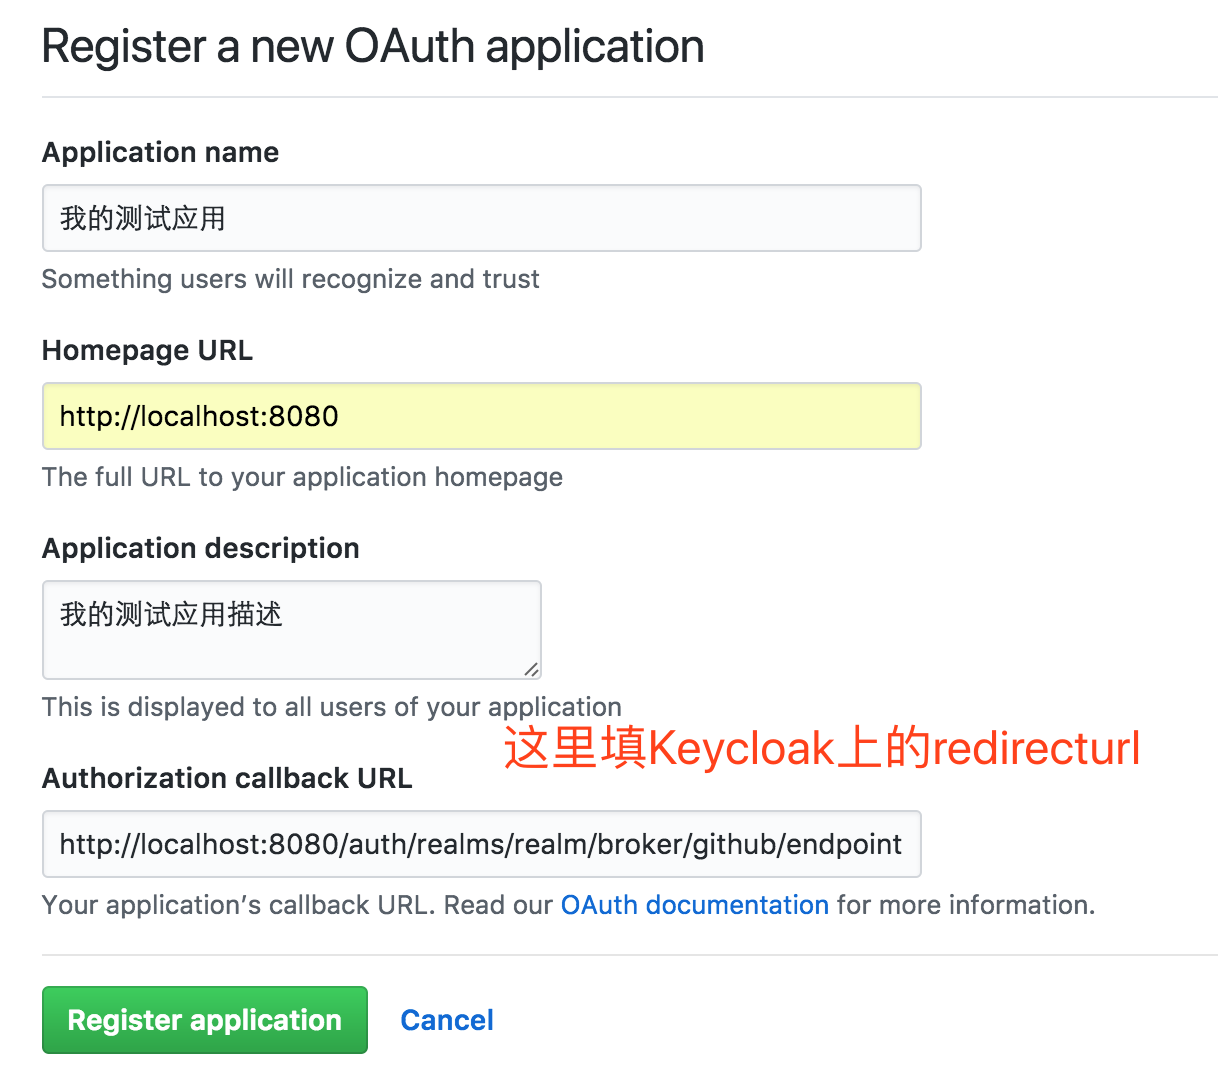 Register a new OAuth application
Application name
我的测试应用
Something users will recognize and trust
Homepage URL
http://localhost:8080
The full URL to your application homepage
Application description
我的测试应用描述
This is displayed to all users of your application
这里填Keycloak上的redirecturl
Authorization callback URL
http://localhost:8080/auth/realms/realm/broker/github/endpoint
Your application’s callback URL. Read our OAuth documentation for more information.
Register application Cancel